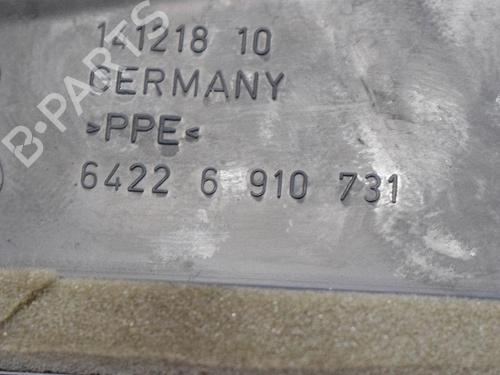 141218 10
GERMANY
>PPE<
6422 6 910 731
B-PARTS